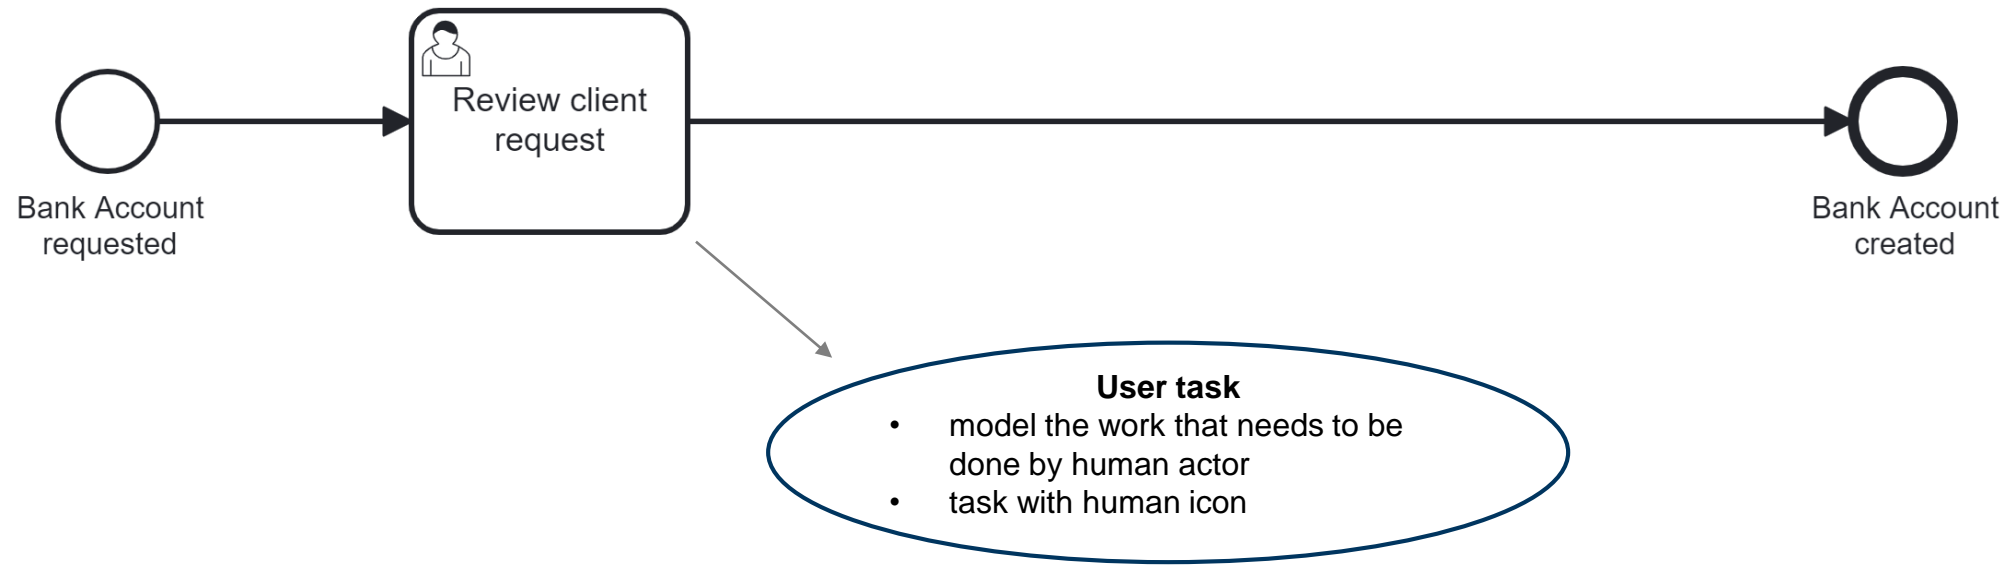 Review client
request
Bank Account
requested
Bank Account
created
User task
• model the work that needs to be
done by human actor
• task with human icon